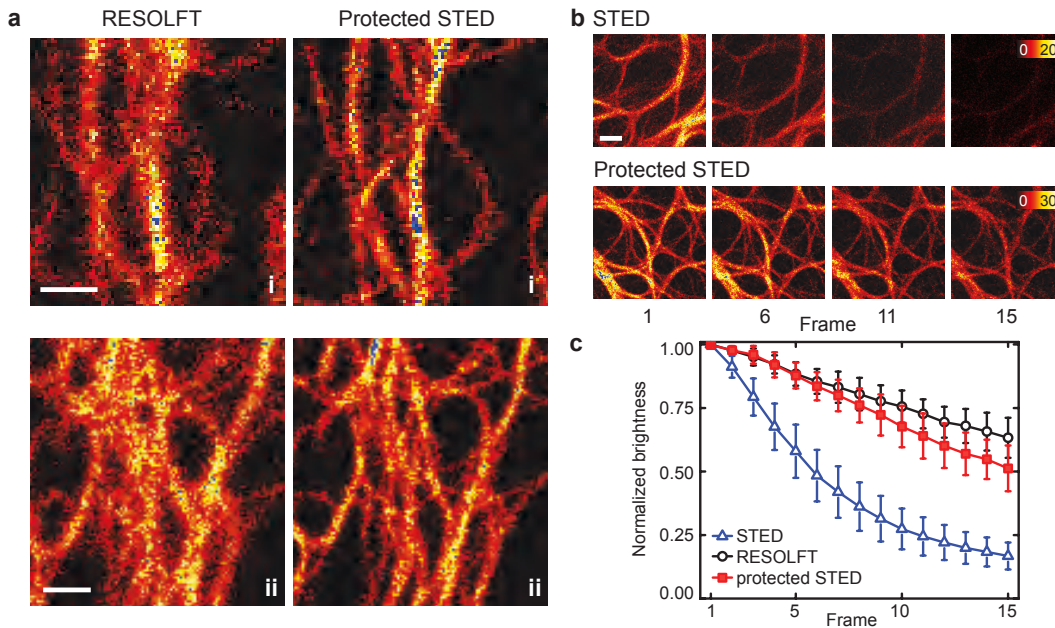 a
RESOLFT
Protected STED
i
i
ii
ii
b STED
0 20
Protected STED
0 30
1 6 11 15
Frame
c
Normalized brightness
1.00
0.75
0.50
0.25
0.00
STED
RESOLFT
protected STED
1 5 10 15
Frame